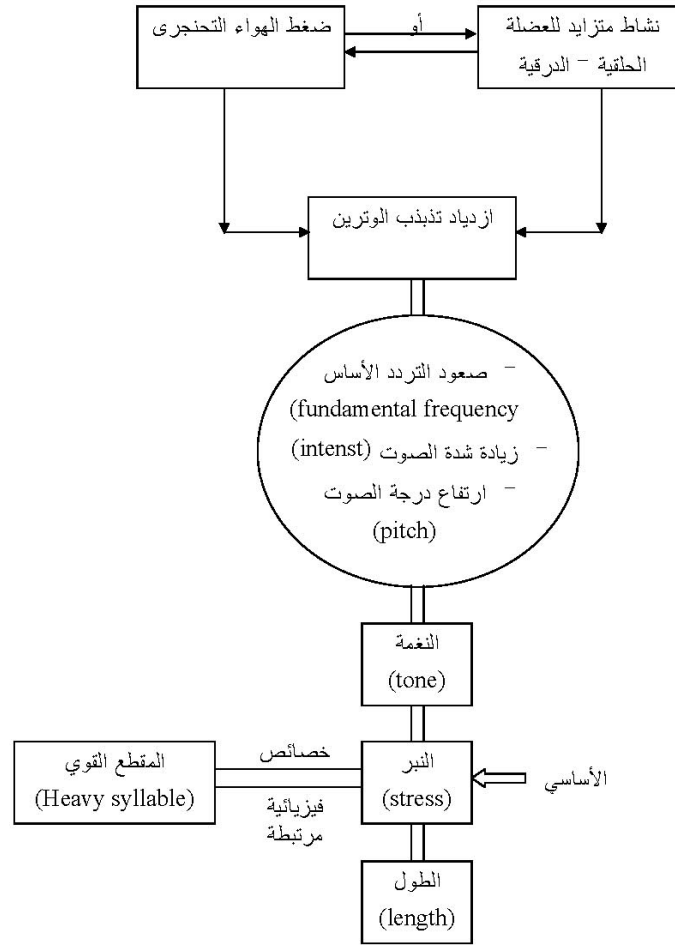 نشاط متزايد للعضلة
الحلقية – الدرقية
أو
ضغط الهواء التحنجرى
ازدياد تذبذب الوترين
– صعود التردد الأساس
(fundamental frequency
– زيادة شدة الصوت (intenst)
– ارتفاع درجة الصوت
(pitch)
النغمة
(tone)
الأساسي
النبر
(stress)
خصائص
فيزيائية
مرتبطة
المقطع القوي
(Heavy syllable)
الطول
(length)